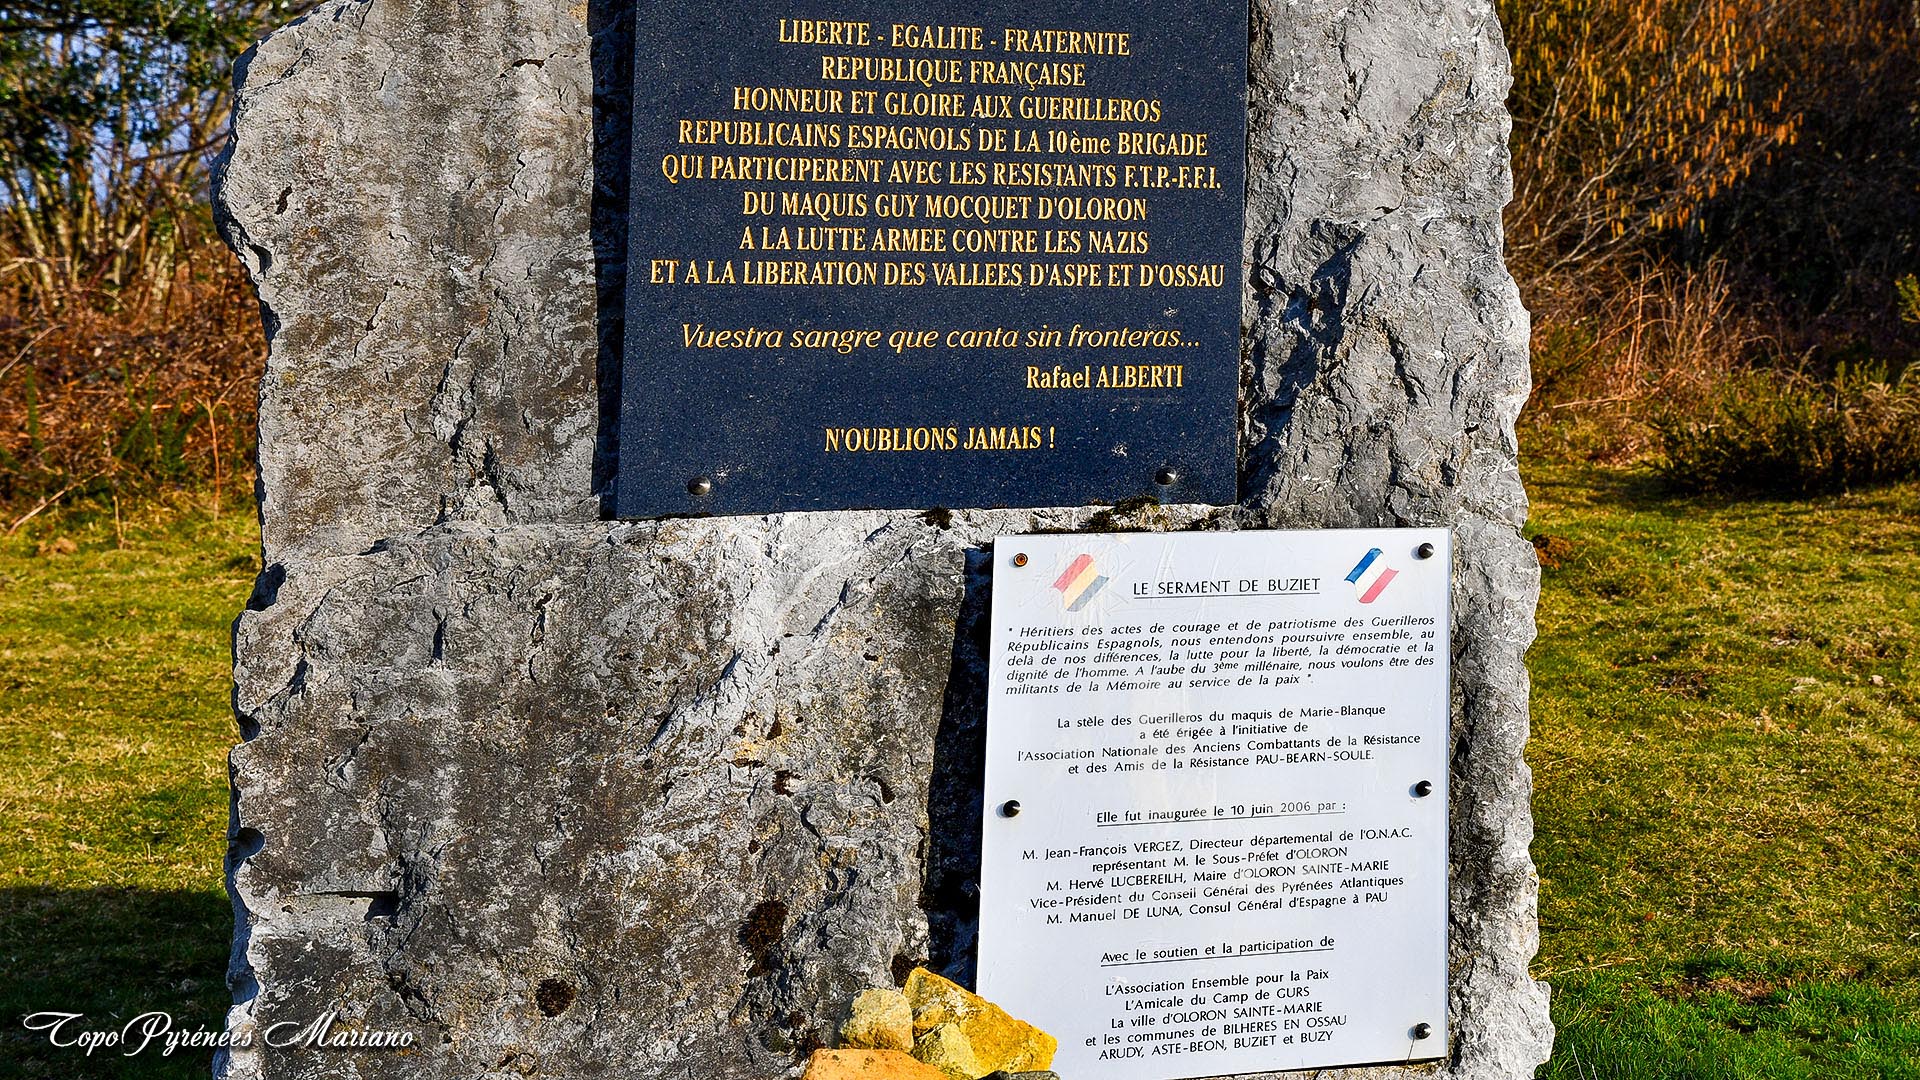 LIBERTE - EGALITE - FRATERNITE
REPUBLIQUE FRANÇAISE
HONNEUR ET GLOIRE AUX GUERILLEROS
REPUBLICAINS ESPAGNOLS DE LA 10ème BRIGADE
QUI PARTICIPERENT AVEC LES RESISTANTS F.T.P.-F.F.I.
DU MAQUIS GUY MOCQUET D'OLORON
A LA LUTTE ARMEE CONTRE LES NAZIS
ET A LA LIBERATION DES VALLEES D'ASPE ET D'OSSAU
Vuestra sangre que canta sin fronteras...
Rafael ALBERTI
N'OUBLIONS JAMAIS !
LE SERMENT DE BUZIET
" Héritiers des actes de courage et de patriotisme des Guerilleros
Républicains Espagnols, nous entendons poursuivre ensemble, au
delà de nos différences, la lutte pour la liberté, la démocratie et la
dignité de l'homme. A l'aube du 3ème millénaire, nous voulons être des
militants de la Mémoire au service de la paix ".
La stèle des Guerilleros du maquis de Marie-Blanque
a été érigée à l'initiative de
l'Association Nationale des Anciens Combattants de la Résistance
et des Amis de la Résistance PAU-BEARN-SOULE.
Elle fut inaugurée le 10 juin 2006 par :
M. Jean-François VERGEZ, Directeur départemental de l'O.N.A.C.
représentant M. le Sous-Préfet d'OLORON
M. Hervé LUCBEREILH, Maire d'OLORON SAINTE-MARIE
Vice-Président du Conseil Général des Pyrénées Atlantiques
M. Manuel DE LUNA, Consul Général d'Espagne à PAU
Avec le soutien et la participation de
L'Association Ensemble pour la Paix
L'Amicale du Camp de GURS
La ville d'OLORON SAINTE-MARIE
et les communes de BILHERES EN OSSAU
ARUDY, ASTE-BEON, BUZiET et BUZY
TopoPyrénées Mariano